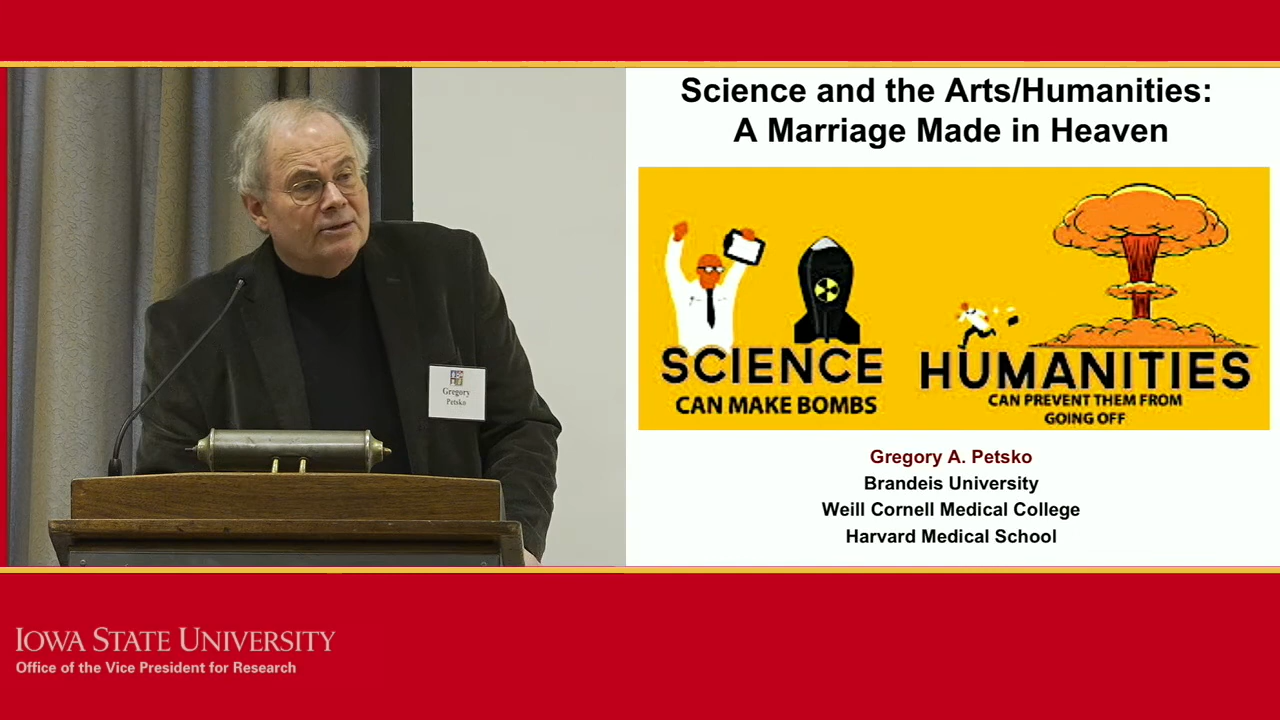 Science and the Arts/Humanities:
A Marriage Made in Heaven
SCIENCE
CAN MAKE BOMBS
HUMANITIES
CAN PREVENT THEM FROM
GOING OFF
Gregory A. Petsko
Brandeis University
Weill Cornell Medical College
Harvard Medical School
Gregory
Petsko
IOWA STATE UNIVERSITY
Office of the Vice President for Research